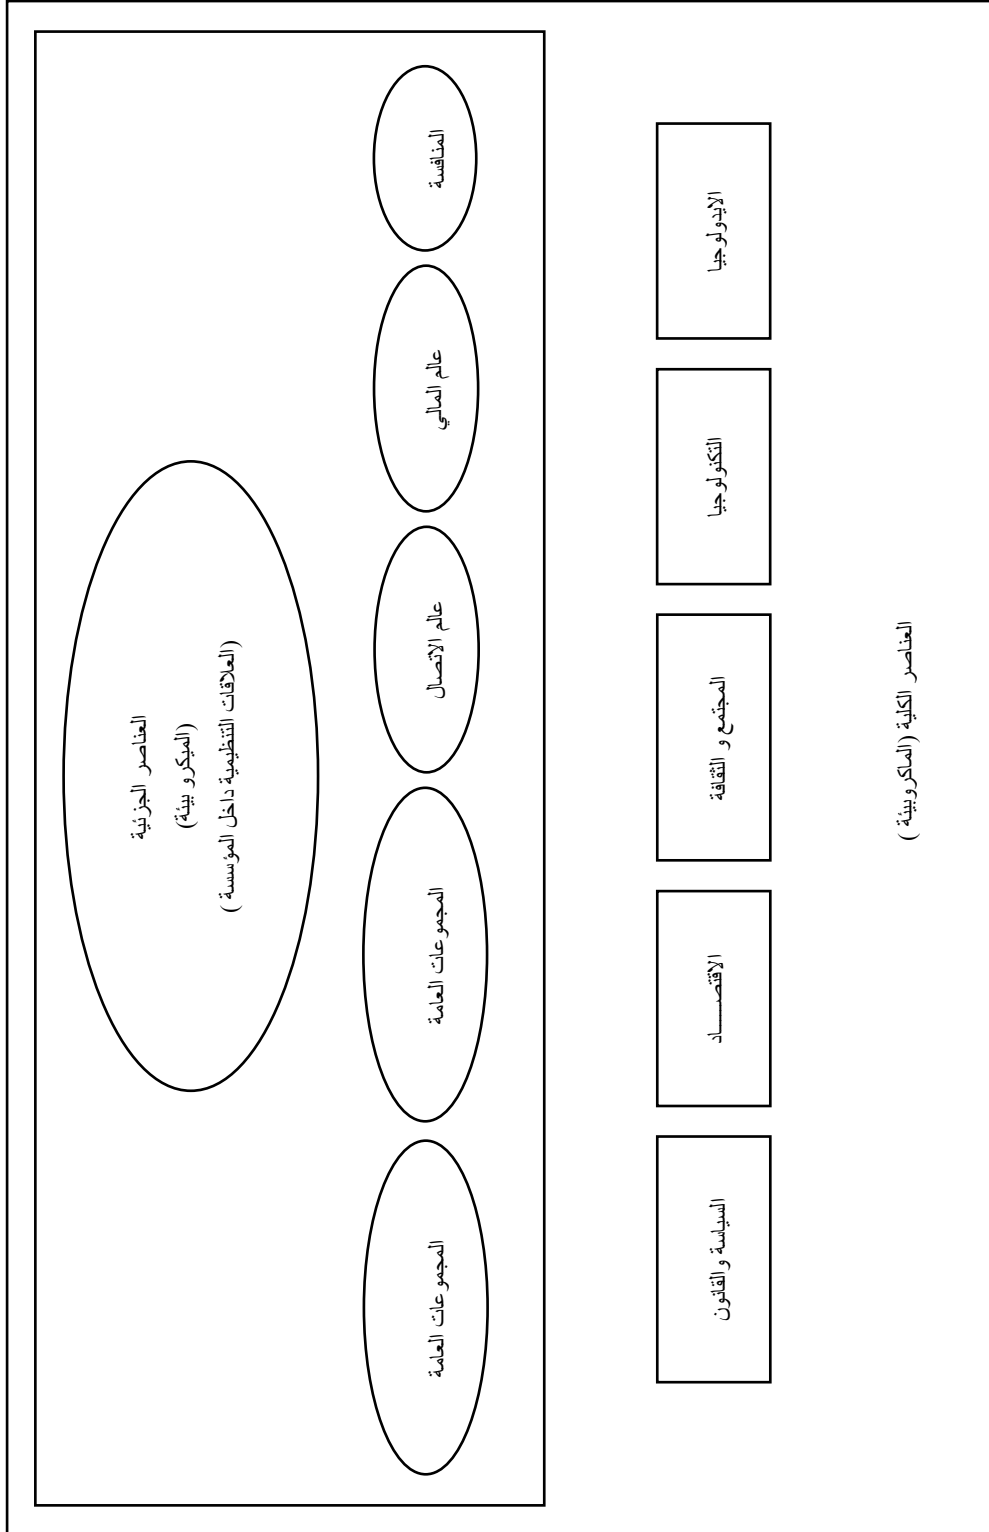 العناصر الجزئية
(الميكرو بيئة)
(العلاقات التنظيمية داخل المؤسسة )
المنافسة
عالم المالي
عالم الاتصال
المجموعات العامة
المجموعات العامة
الايدولوجيا
التكنولوجيا
المجتمع و الثقافة
الاقتصـــــاد
السياسة والقانون
العناصر الكلية (الماكروبيئة )